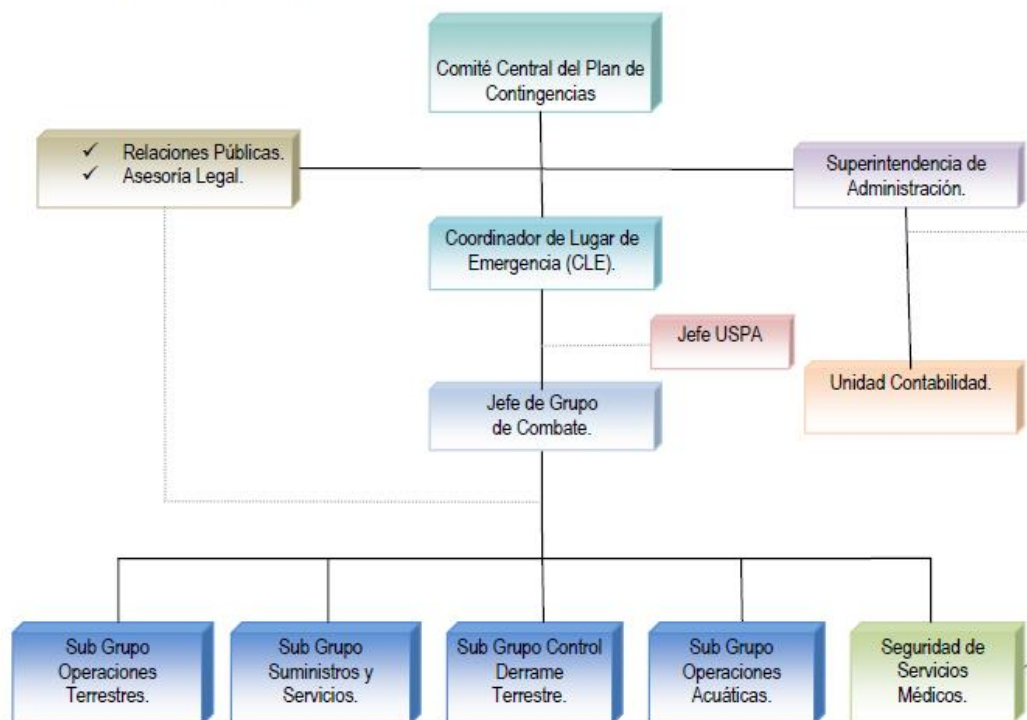 Comité Central del Plan de
Contingencias
✓ Relaciones Públicas.
✓ Asesoría Legal.
Superintendencia de
Administración.
Coordinador de Lugar de
Emergencia (CLE).
Jefe USPA
Unidad Contabilidad.
Jefe de Grupo
de Combate.
Sub Grupo
Operaciones
Terrestres.
Sub Grupo
Suministros y
Servicios.
Sub Grupo Control
Derrame
Terrestre.
Sub Grupo
Operaciones
Acuáticas.
Seguridad de
Servicios
Médicos.